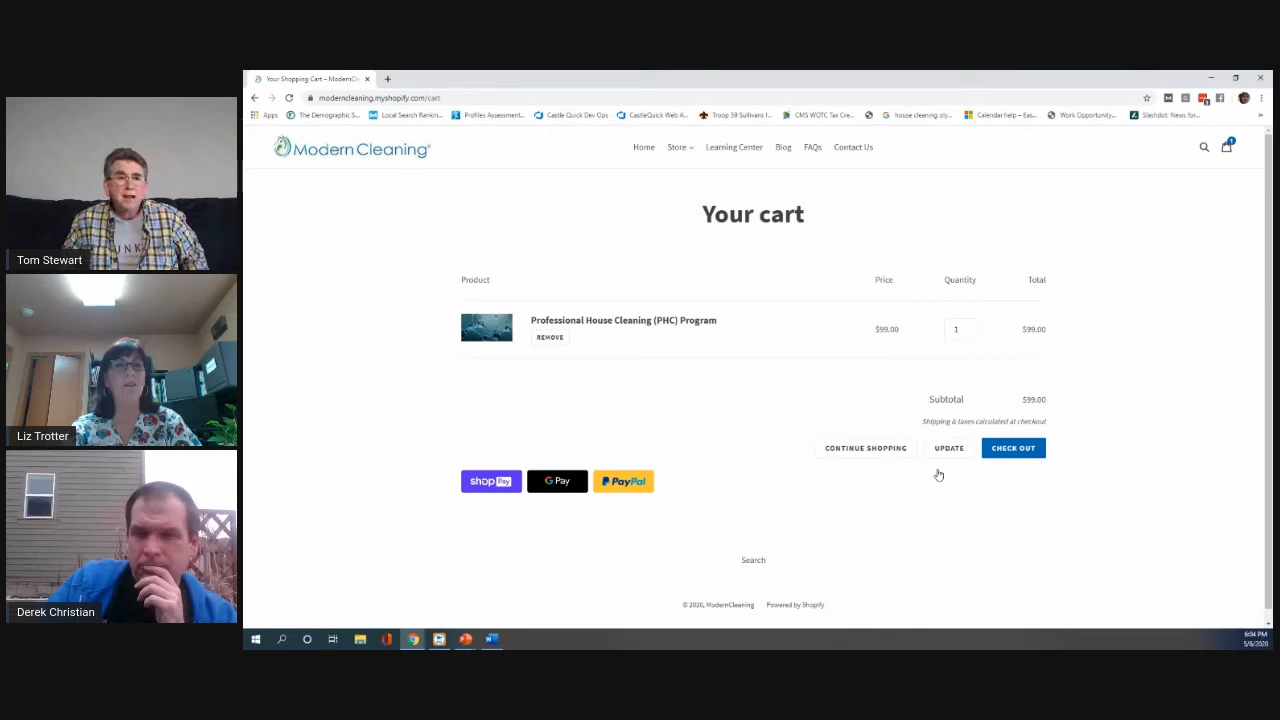 Tom Stewart
Liz Trotter
Derek Christian
Your Shopping Cart – ModernCle
moderncleaning.myshopify.com/cart
Apps The Demographic S... Local Search Rankin... Profiles Assessment... Castle Quick Dev Ops CastleQuick Web A... Troop 39 Sullivans I... CMS WOTC Tax Cre... house cleaning oly... Calendar.help – Eas... Work Opportunity... Slashdot: News for...
ModernCleaning®
Home Store Learning Center Blog FAQs Contact Us
1
Your cart
Product Price Quantity Total
Professional House Cleaning (PHC) Program
REMOVE
$99.00 1 $99.00
Subtotal $99.00
Shipping & taxes calculated at checkout
CONTINUE SHOPPING UPDATE CHECK OUT
shop Pay G Pay PayPal
Search
© 2020, ModernCleaning Powered by Shopify
6:04 PM
5/6/2020